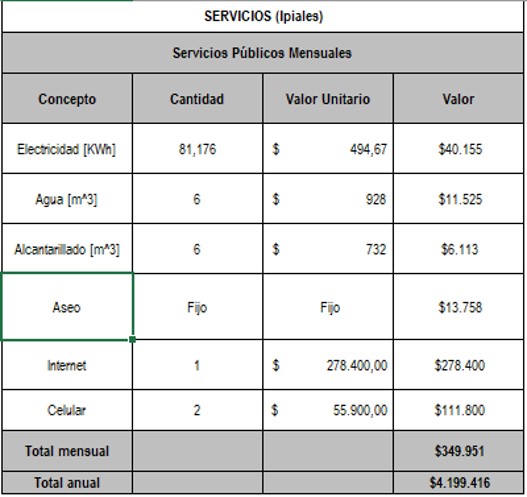 SERVICIOS (Ipiales)
Servicios Públicos Mensuales
Concepto Cantidad Valor Unitario Valor
Electricidad [KWh] 81,176 $ 494,67 $40.155
Agua [m^3] 6 $ 928 $11.525
Alcantarillado [m^3] 6 $ 732 $6.113
Aseo Fijo Fijo $13.758
Internet 1 $ 278.400,00 $278.400
Celular 2 $ 55.900,00 $111.800
Total mensual $349.951
Total anual $4.199.416